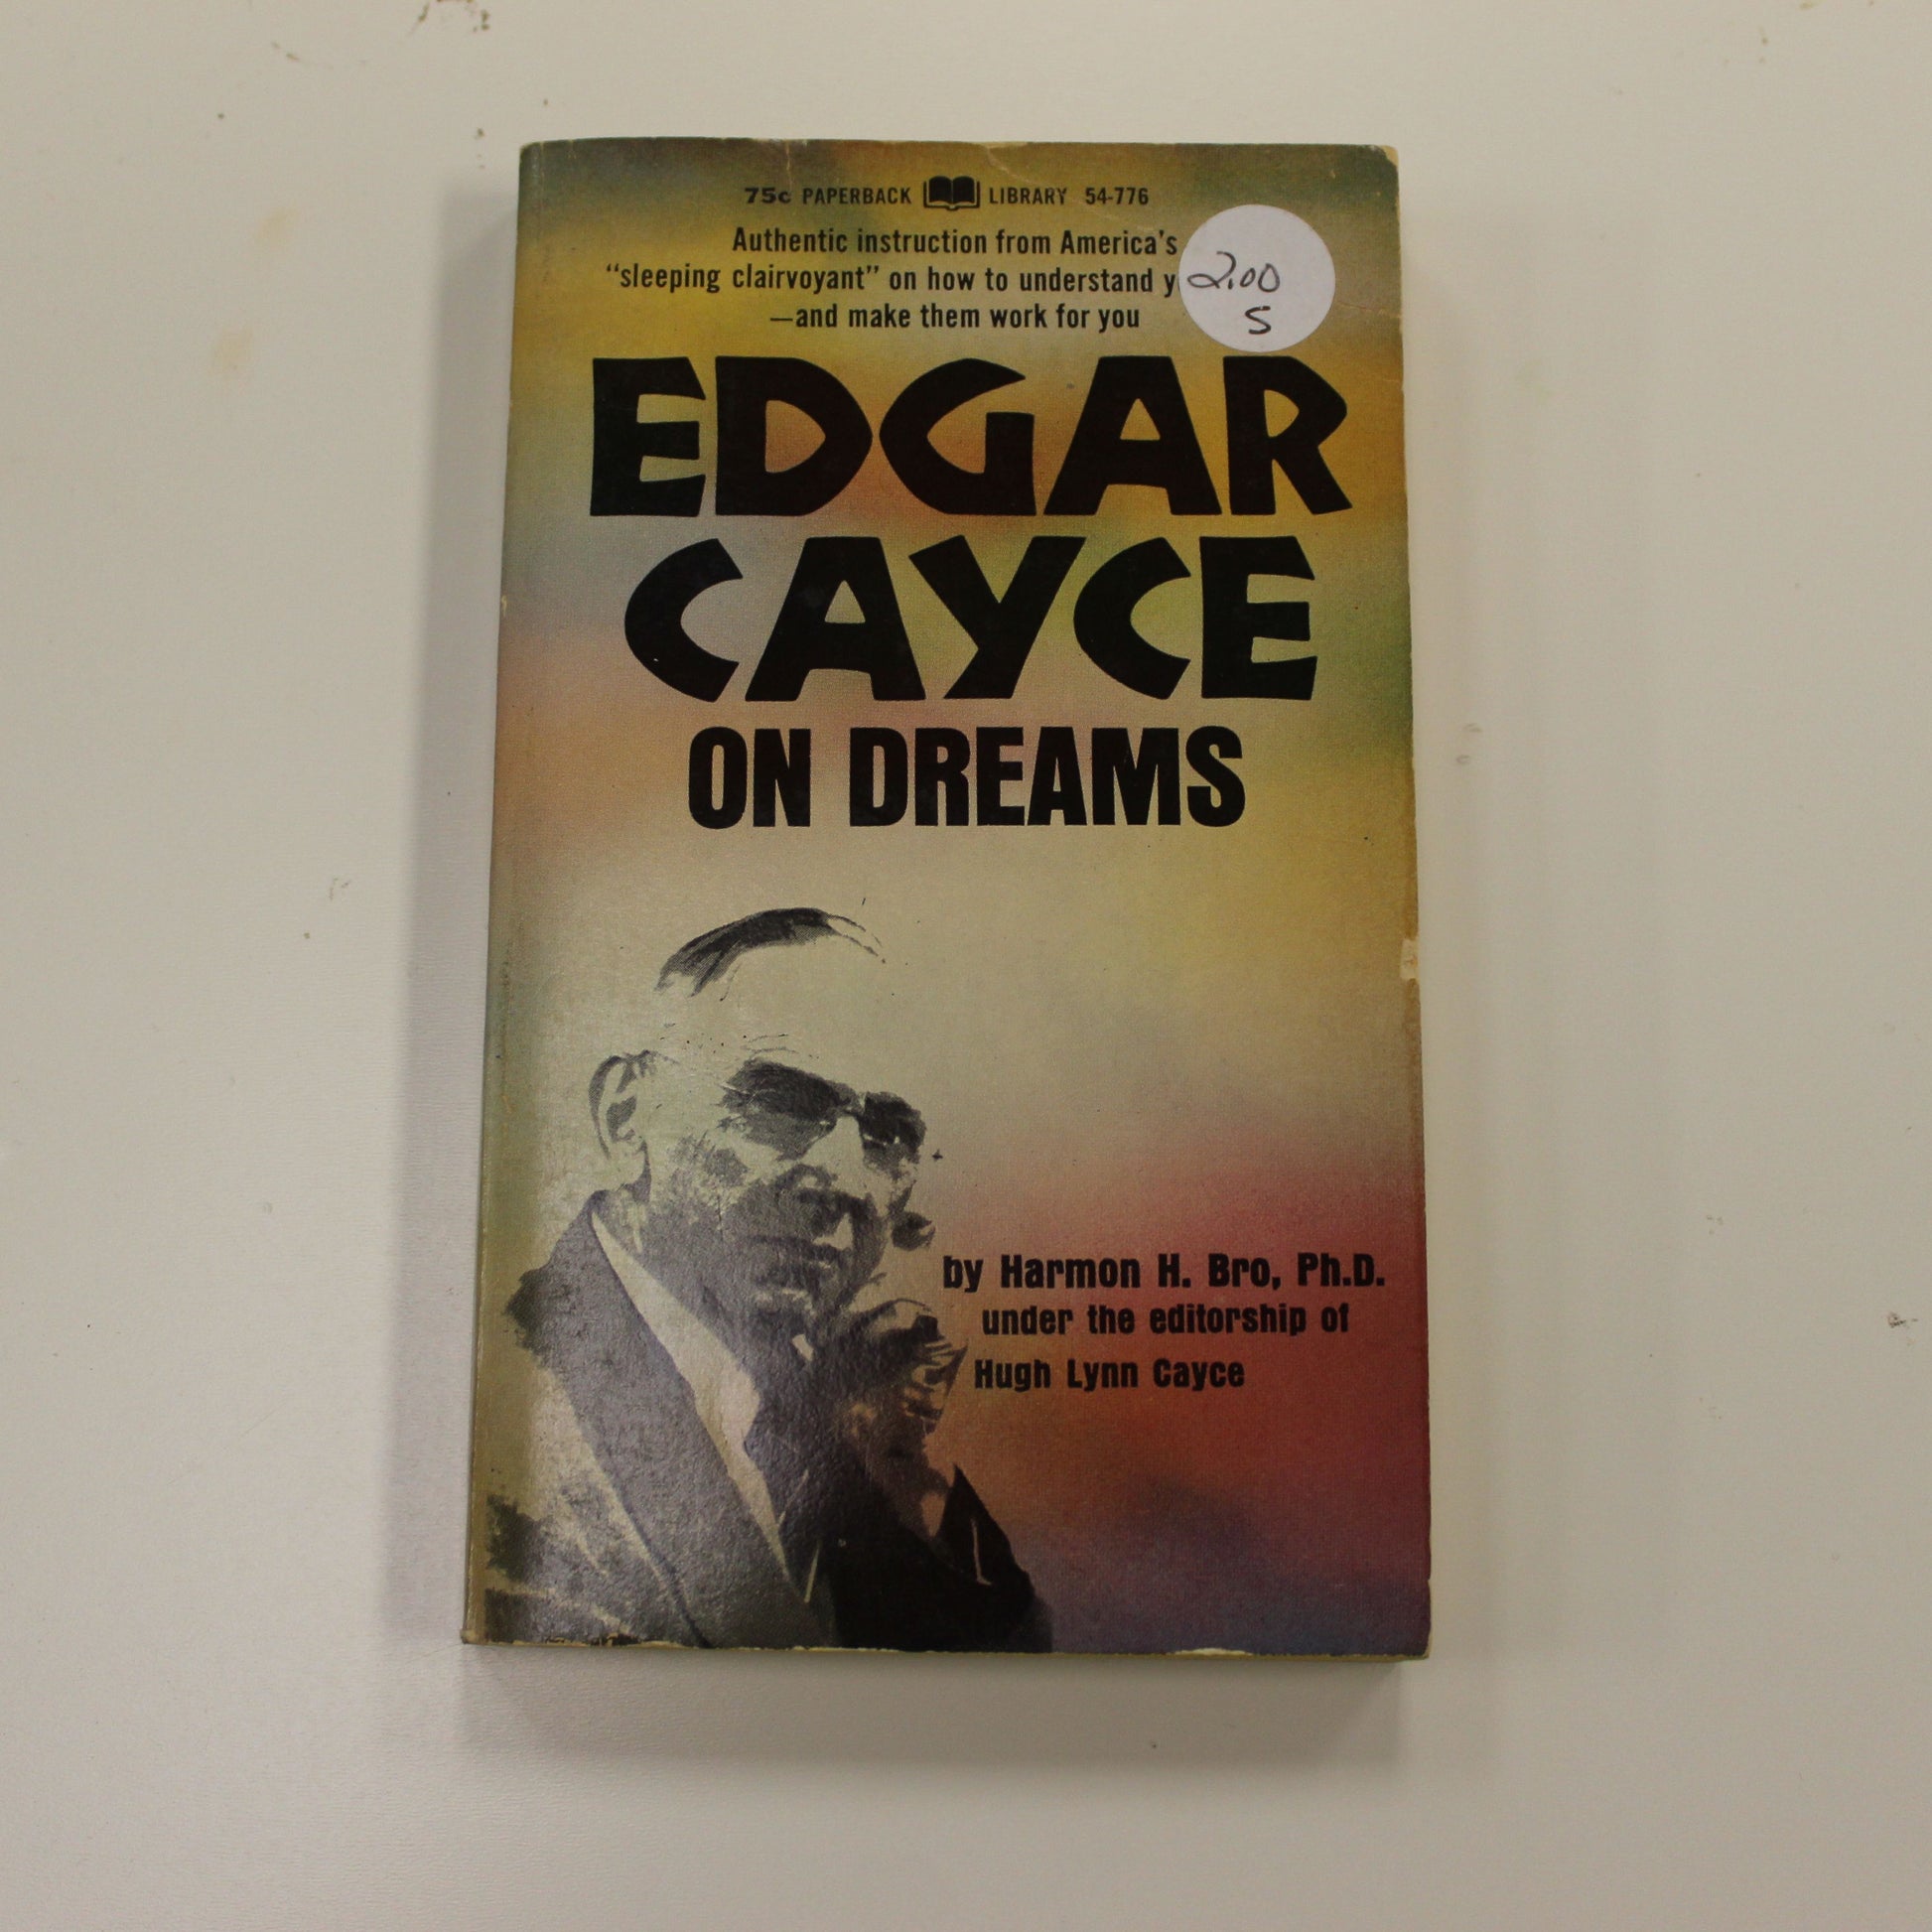 75c PAPERBACK LIBRARY 54-776
Authentic instruction from America's
“sleeping clairvoyant” on how to understand y
—and make them work for you
2.00
S
EDGAR
CAYCE
ON DREAMS
by Harmon H. Bro, Ph.D.
under the editorship of
Hugh Lynn Cayce